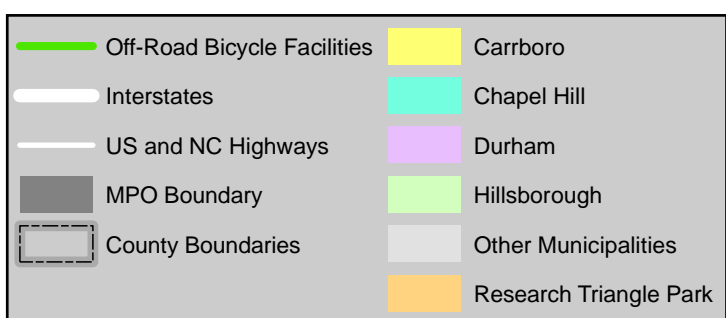 Off-Road Bicycle Facilities
Interstates
US and NC Highways
MPO Boundary
County Boundaries
Carrboro
Chapel Hill
Durham
Hillsborough
Other Municipalities
Research Triangle Park